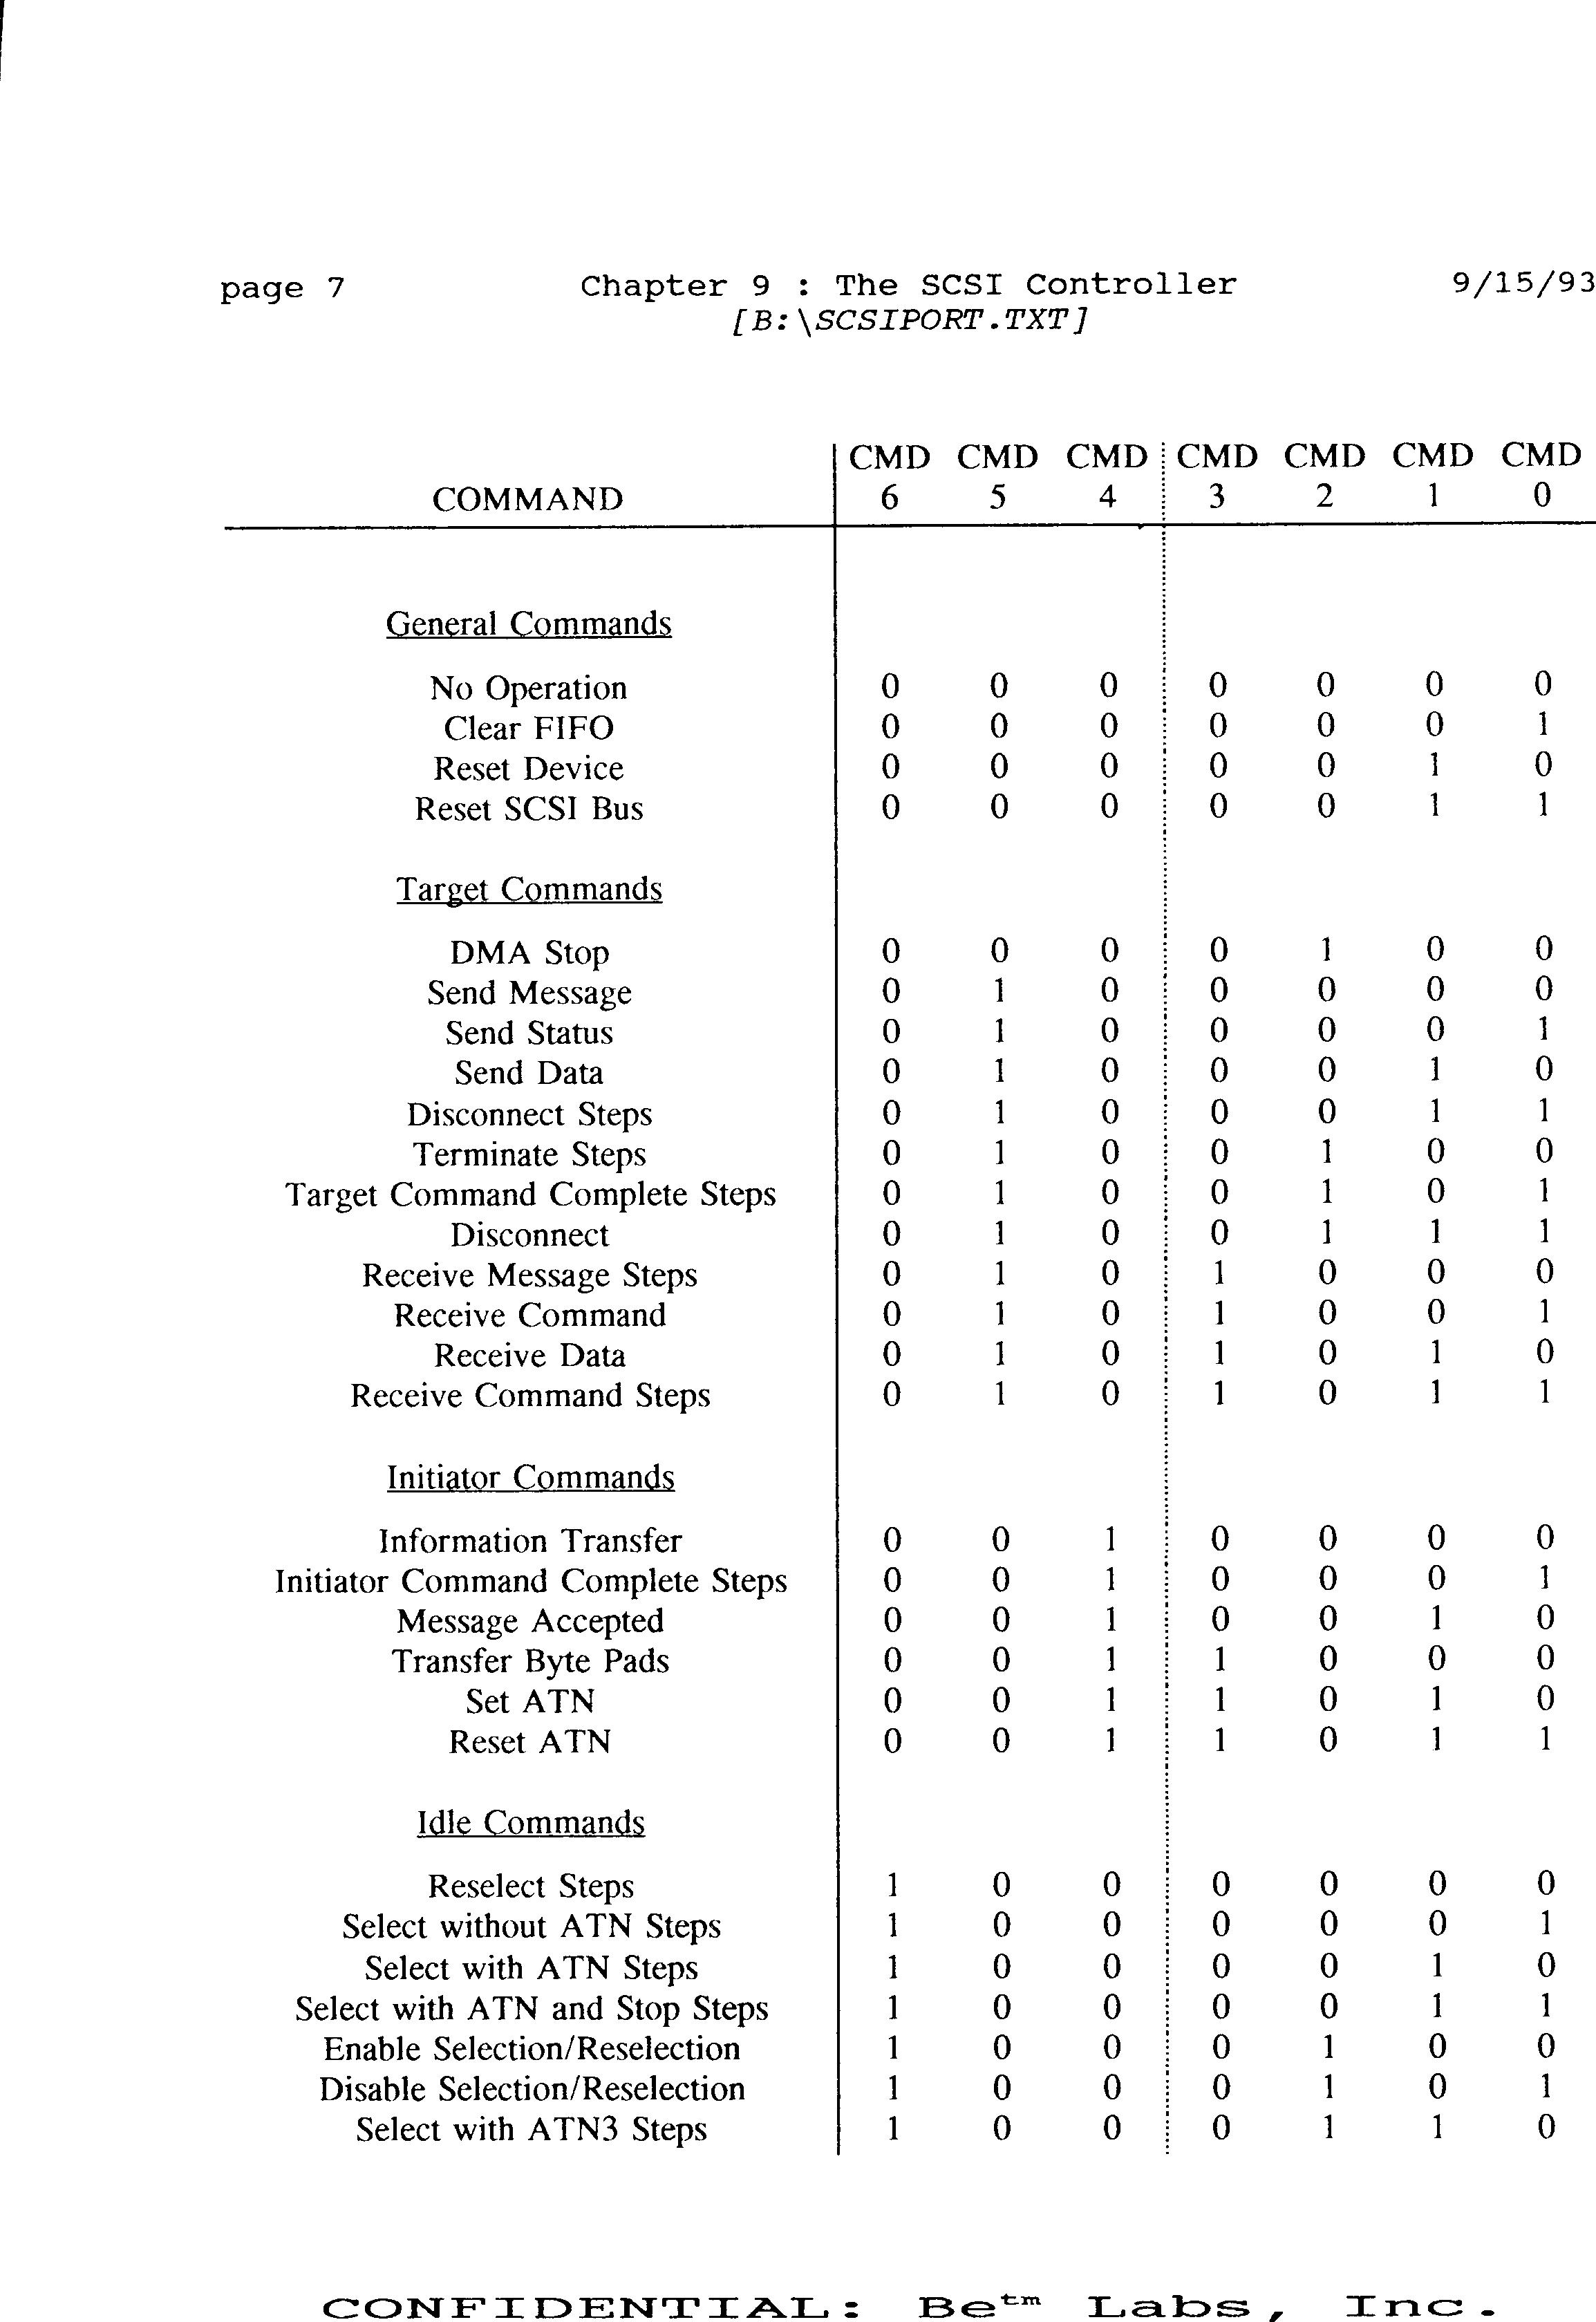 page 7 Chapter 9 : The SCSI Controller 9/15/93
[B:\SCSIPORT.TXT]
CMD CMD CMD CMD CMD CMD CMD
COMMAND 6 5 4 3 2 1 0
General Commands
No Operation 0 0 0 0 0 0 0
Clear FIFO 0 0 0 0 0 0 1
Reset Device 0 0 0 0 0 1 0
Reset SCSI Bus 0 0 0 0 0 1 1
Target Commands
DMA Stop 0 0 0 0 1 0 0
Send Message 0 1 0 0 0 0 0
Send Status 0 1 0 0 0 0 1
Send Data 0 1 0 0 0 1 0
Disconnect Steps 0 1 0 0 0 1 1
Terminate Steps 0 1 0 0 1 0 0
Target Command Complete Steps 0 1 0 0 1 0 1
Disconnect 0 1 0 0 1 1 1
Receive Message Steps 0 1 0 1 0 0 0
Receive Command 0 1 0 1 0 0 1
Receive Data 0 1 0 1 0 1 0
Receive Command Steps 0 1 0 1 0 1 1
Initiator Commands
Information Transfer 0 0 1 0 0 0 0
Initiator Command Complete Steps 0 0 1 0 0 0 1
Message Accepted 0 0 1 0 0 1 0
Transfer Byte Pads 0 0 1 1 0 0 0
Set ATN 0 0 1 1 0 1 0
Reset ATN 0 0 1 1 0 1 1
Idle Commands
Reselect Steps 1 0 0 0 0 0 0
Select without ATN Steps 1 0 0 0 0 0 1
Select with ATN Steps 1 0 0 0 0 1 0
Select with ATN and Stop Steps 1 0 0 0 0 1 1
Enable Selection/Reselection 1 0 0 0 1 0 0
Disable Selection/Reselection 1 0 0 0 1 0 1
Select with ATN3 Steps 1 0 0 0 1 1 0
CONFIDENTIAL: Be™ Labs, Inc.